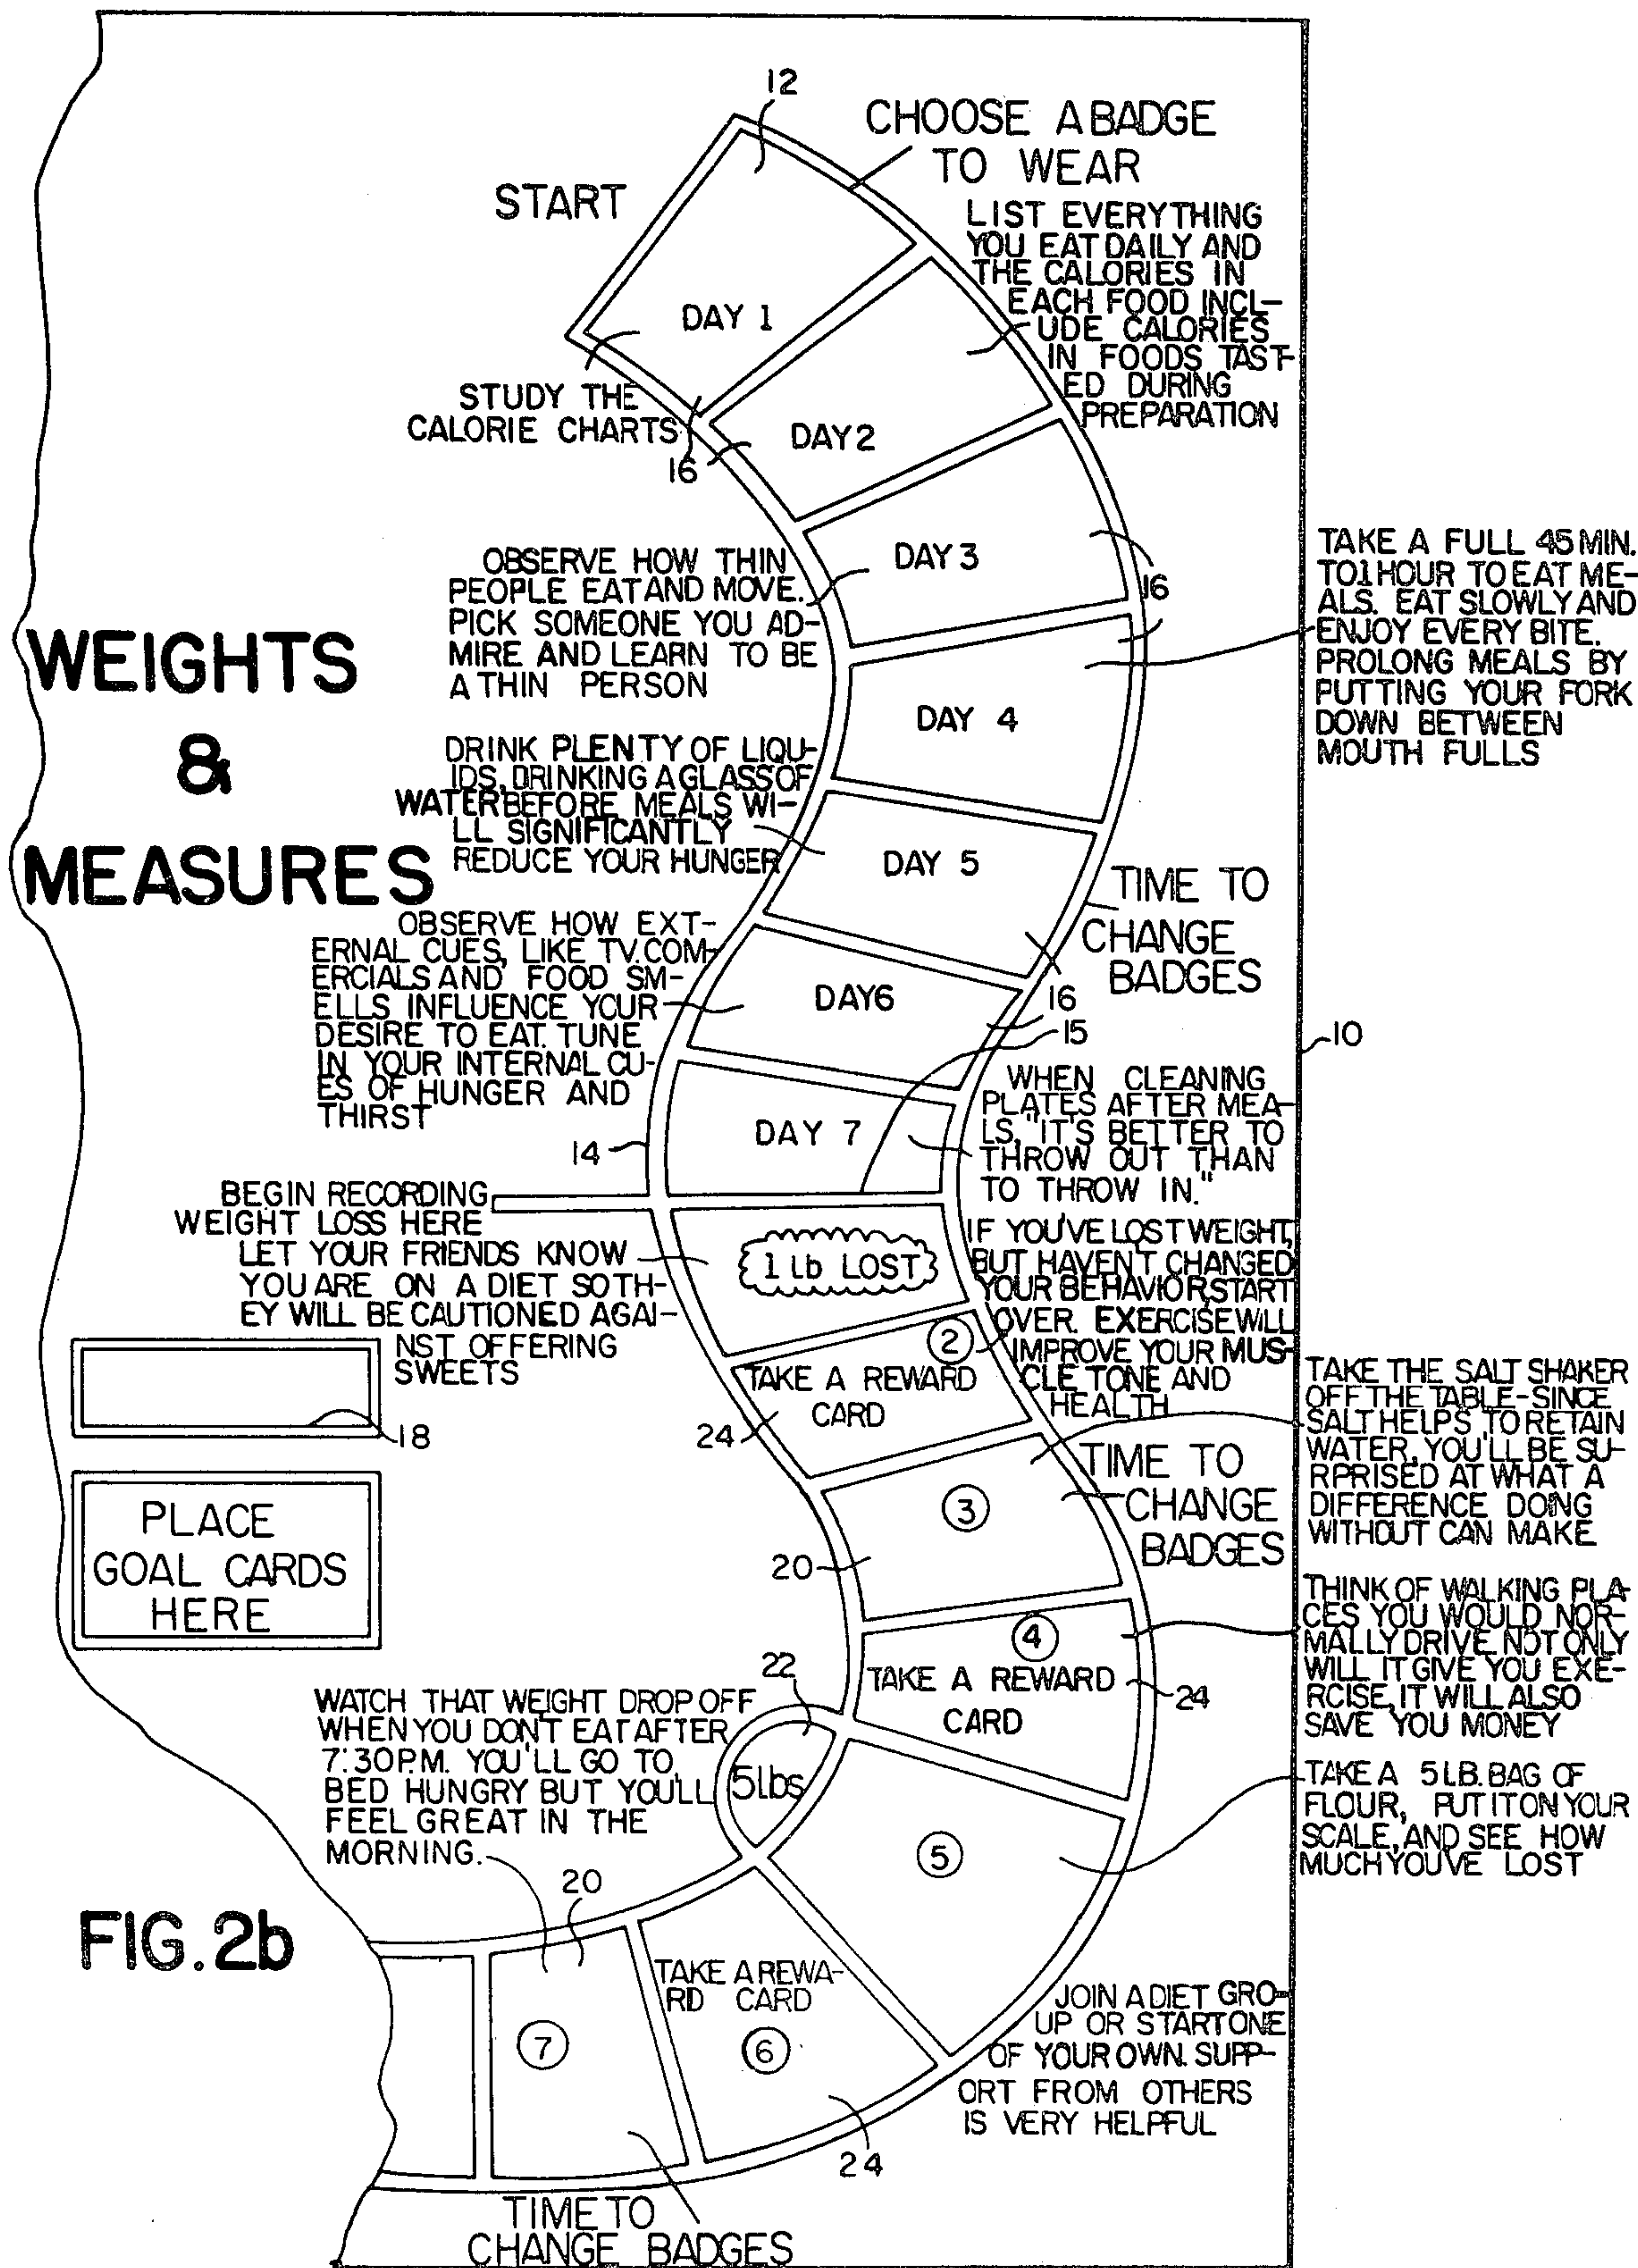 12
CHOOSE A BADGE
TO WEAR
START
LIST EVERYTHING
YOU EAT DAILY AND
THE CALORIES IN
EACH FOOD INCL-
UDE CALORIES
IN FOODS TAST-
ED DURING
PREPARATION
DAY 1
STUDY THE
CALORIE CHARTS
16
DAY 2
OBSERVE HOW THIN
PEOPLE EAT AND MOVE.
PICK SOMEONE YOU AD-
MIRE AND LEARN TO BE
A THIN PERSON
DAY 3
16
TAKE A FULL 45 MIN.
TO 1 HOUR TO EAT ME-
ALS. EAT SLOWLY AND
ENJOY EVERY BITE.
PROLONG MEALS BY
PUTTING YOUR FORK
DOWN BETWEEN
MOUTH FULLS
WEIGHTS
&
MEASURES
DAY 4
DRINK PLENTY OF LIQU-
IDS, DRINKING A GLASS OF
WATER BEFORE MEALS WI-
LL SIGNIFICANTLY
REDUCE YOUR HUNGER
DAY 5
TIME TO
CHANGE
BADGES
OBSERVE HOW EXT-
ERNAL CUES, LIKE TV. COM-
ERCIALS AND FOOD SM-
ELLS INFLUENCE YOUR
DESIRE TO EAT. TUNE
IN YOUR INTERNAL CU-
ES OF HUNGER AND
THIRST
DAY 6
16
15
10
WHEN CLEANING
PLATES AFTER MEA-
LS, "IT'S BETTER TO
THROW OUT THAN
TO THROW IN."
DAY 7
14
BEGIN RECORDING
WEIGHT LOSS HERE
LET YOUR FRIENDS KNOW
YOU ARE ON A DIET SO TH-
EY WILL BE CAUTIONED AGAI-
NST OFFERING
SWEETS
1 Lb LOST
IF YOU'VE LOST WEIGHT,
BUT HAVEN'T CHANGED
YOUR BEHAVIOR, START
OVER. EXERCISE WILL
IMPROVE YOUR MUS-
CLE TONE AND
HEALTH
2
TAKE A REWARD
CARD
24
18
TAKE THE SALT SHAKER
OFF THE TABLE-SINCE
SALT HELPS TO RETAIN
WATER, YOU'LL BE SU-
RPRISED AT WHAT A
DIFFERENCE DOING
WITHOUT CAN MAKE
TIME TO
CHANGE
BADGES
3
20
PLACE
GOAL CARDS
HERE
THINK OF WALKING PLA-
CES YOU WOULD NOR-
MALLY DRIVE. NOT ONLY
WILL IT GIVE YOU EXE-
RCISE, IT WILL ALSO
SAVE YOU MONEY
4
TAKE A REWARD
CARD
24
22
5 lbs
WATCH THAT WEIGHT DROP OFF
WHEN YOU DON'T EAT AFTER
7:30 P.M. YOU'LL GO TO
BED HUNGRY BUT YOU'LL
FEEL GREAT IN THE
MORNING.
TAKE A 5 LB. BAG OF
FLOUR, PUT IT ON YOUR
SCALE, AND SEE HOW
MUCH YOU'VE LOST
5
20
FIG. 2b
TAKE A REWA-
RD CARD
6
7
JOIN A DIET GRO-
UP OR START ONE
OF YOUR OWN. SUPP-
ORT FROM OTHERS
IS VERY HELPFUL
24
TIME TO
CHANGE BADGES